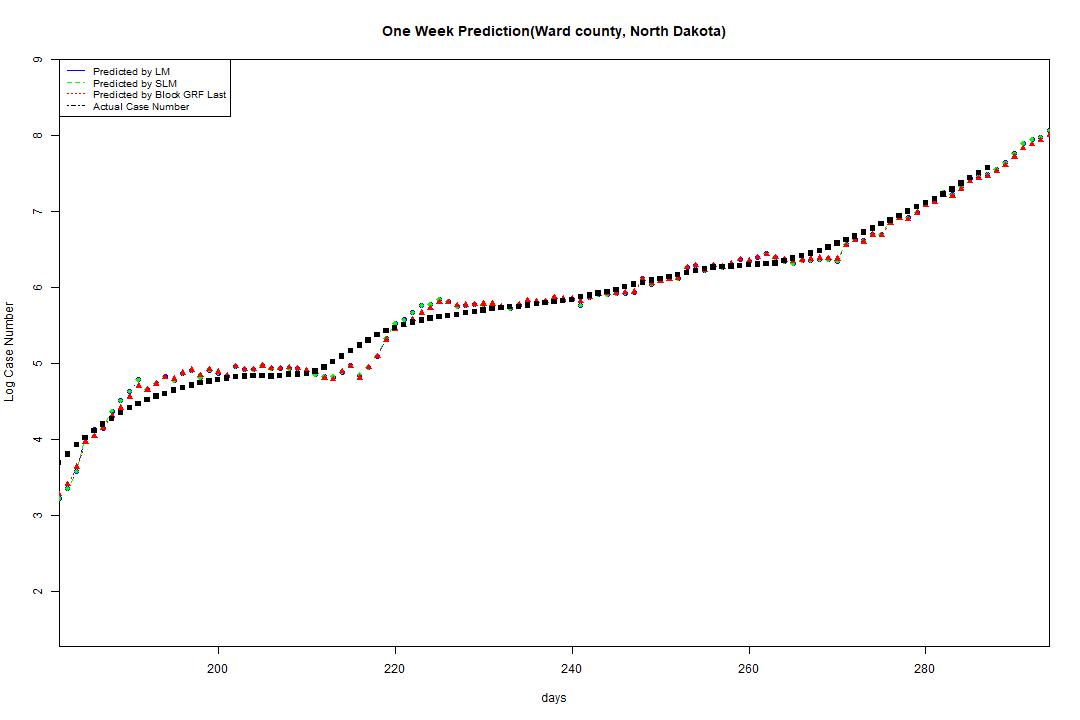 One Week Prediction(Ward county, North Dakota)
Predicted by LM
Predicted by SLM
Predicted by Block GRF Last
Actual Case Number
9
8
7
6
5
4
3
2
Log Case Number
200 220 240 260 280
days